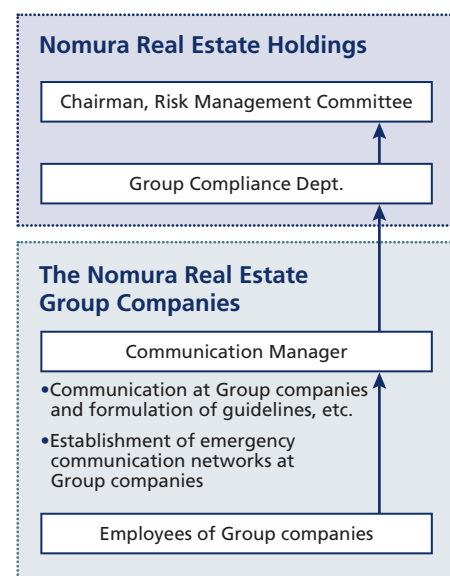 Nomura Real Estate Holdings
Chairman, Risk Management Committee
Group Compliance Dept.
The Nomura Real Estate
Group Companies
Communication Manager
•Communication at Group companies
and formulation of guidelines, etc.
•Establishment of emergency
communication networks at
Group companies
Employees of Group companies